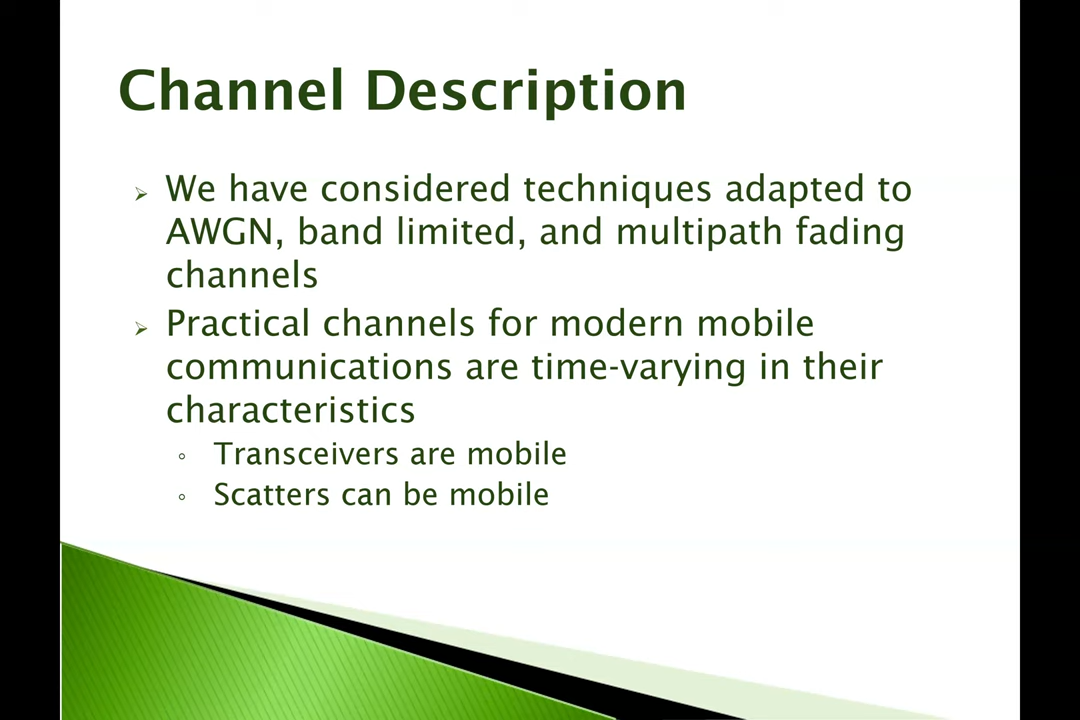 Channel Description
We have considered techniques adapted to
AWGN, band limited, and multipath fading
channels
Practical channels for modern mobile
communications are time-varying in their
characteristics
Transceivers are mobile
Scatters can be mobile